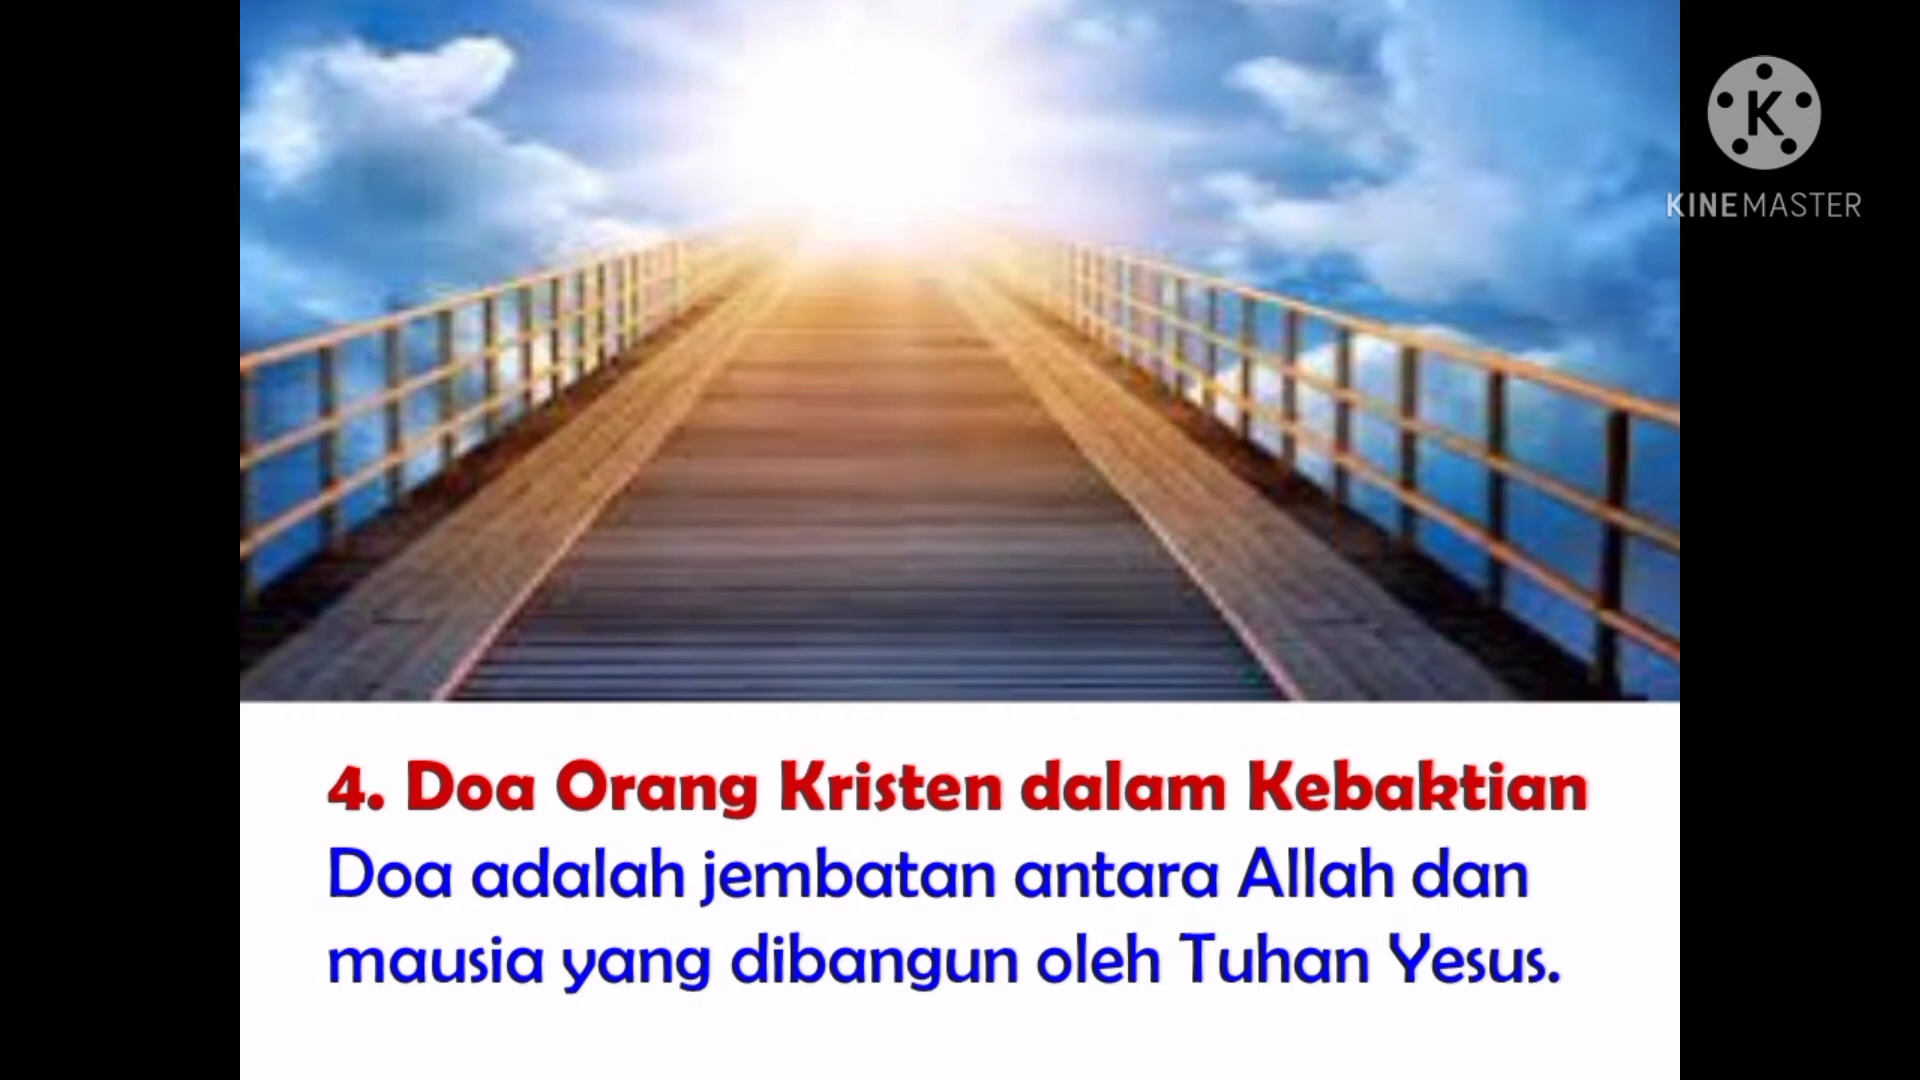 K
KINEMASTER
4. Doa Orang Kristen dalam Kebaktian
Doa adalah jembatan antara Allah dan
mausia yang dibangun oleh Tuhan Yesus.